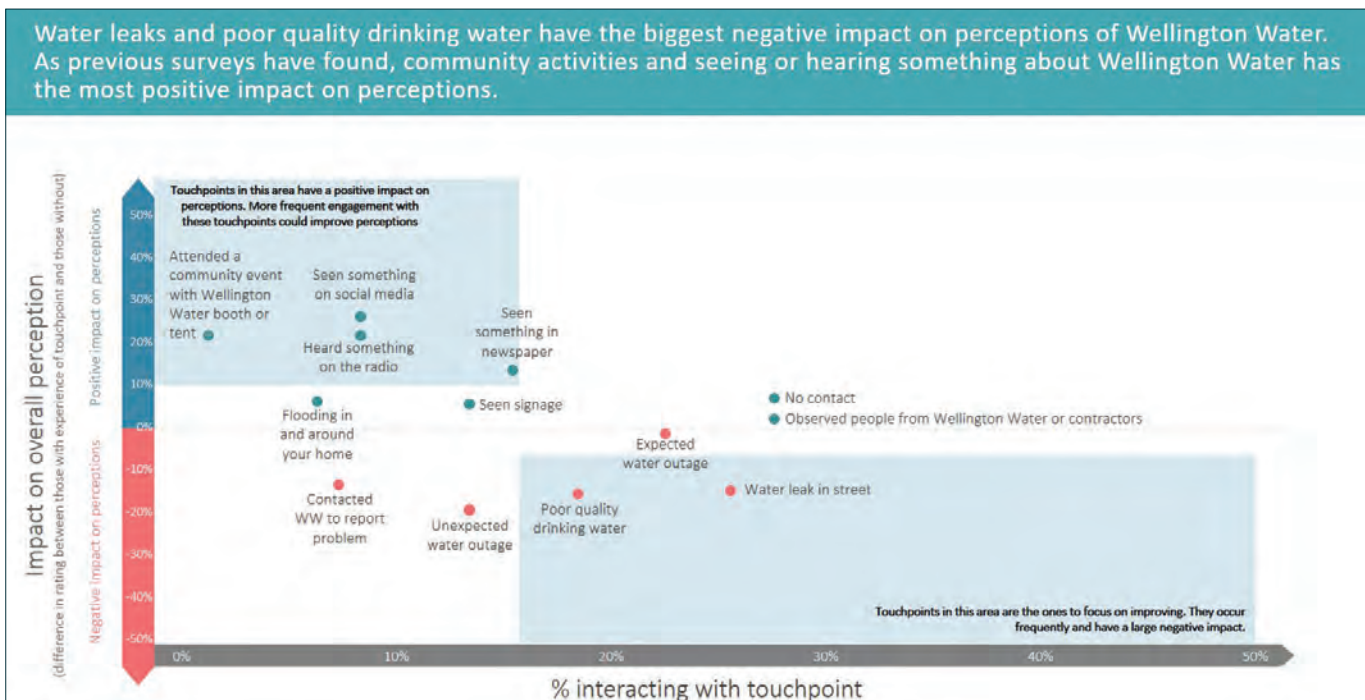 Water leaks and poor quality drinking water have the biggest negative impact on perceptions of Wellington Water.
As previous surveys have found, community activities and seeing or hearing something about Wellington Water has
the most positive impact on perceptions.
Impact on overall perception
(difference in rating between those with experience of touchpoint and those without)
Positive impact on perceptions
Negative impact on perceptions
50%
40%
30%
20%
10%
0%
-10%
-20%
-30%
-40%
-50%
Touchpoints in this area have a positive impact on
perceptions. More frequent engagement with
these touchpoints could improve perceptions
Attended a
community event
with Wellington
Water booth or
tent
Seen something
on social media
Heard something
on the radio
Seen
something in
newspaper
Flooding in
and around
your home
Seen signage
No contact
Observed people from Wellington Water or contractors
Expected
water outage
Contacted
WW to report
problem
Unexpected
water outage
Poor quality
drinking water
Water leak in street
Touchpoints in this area are the ones to focus on improving. They occur
frequently and have a large negative impact.
0%
10%
20%
30%
40%
50%
% interacting with touchpoint